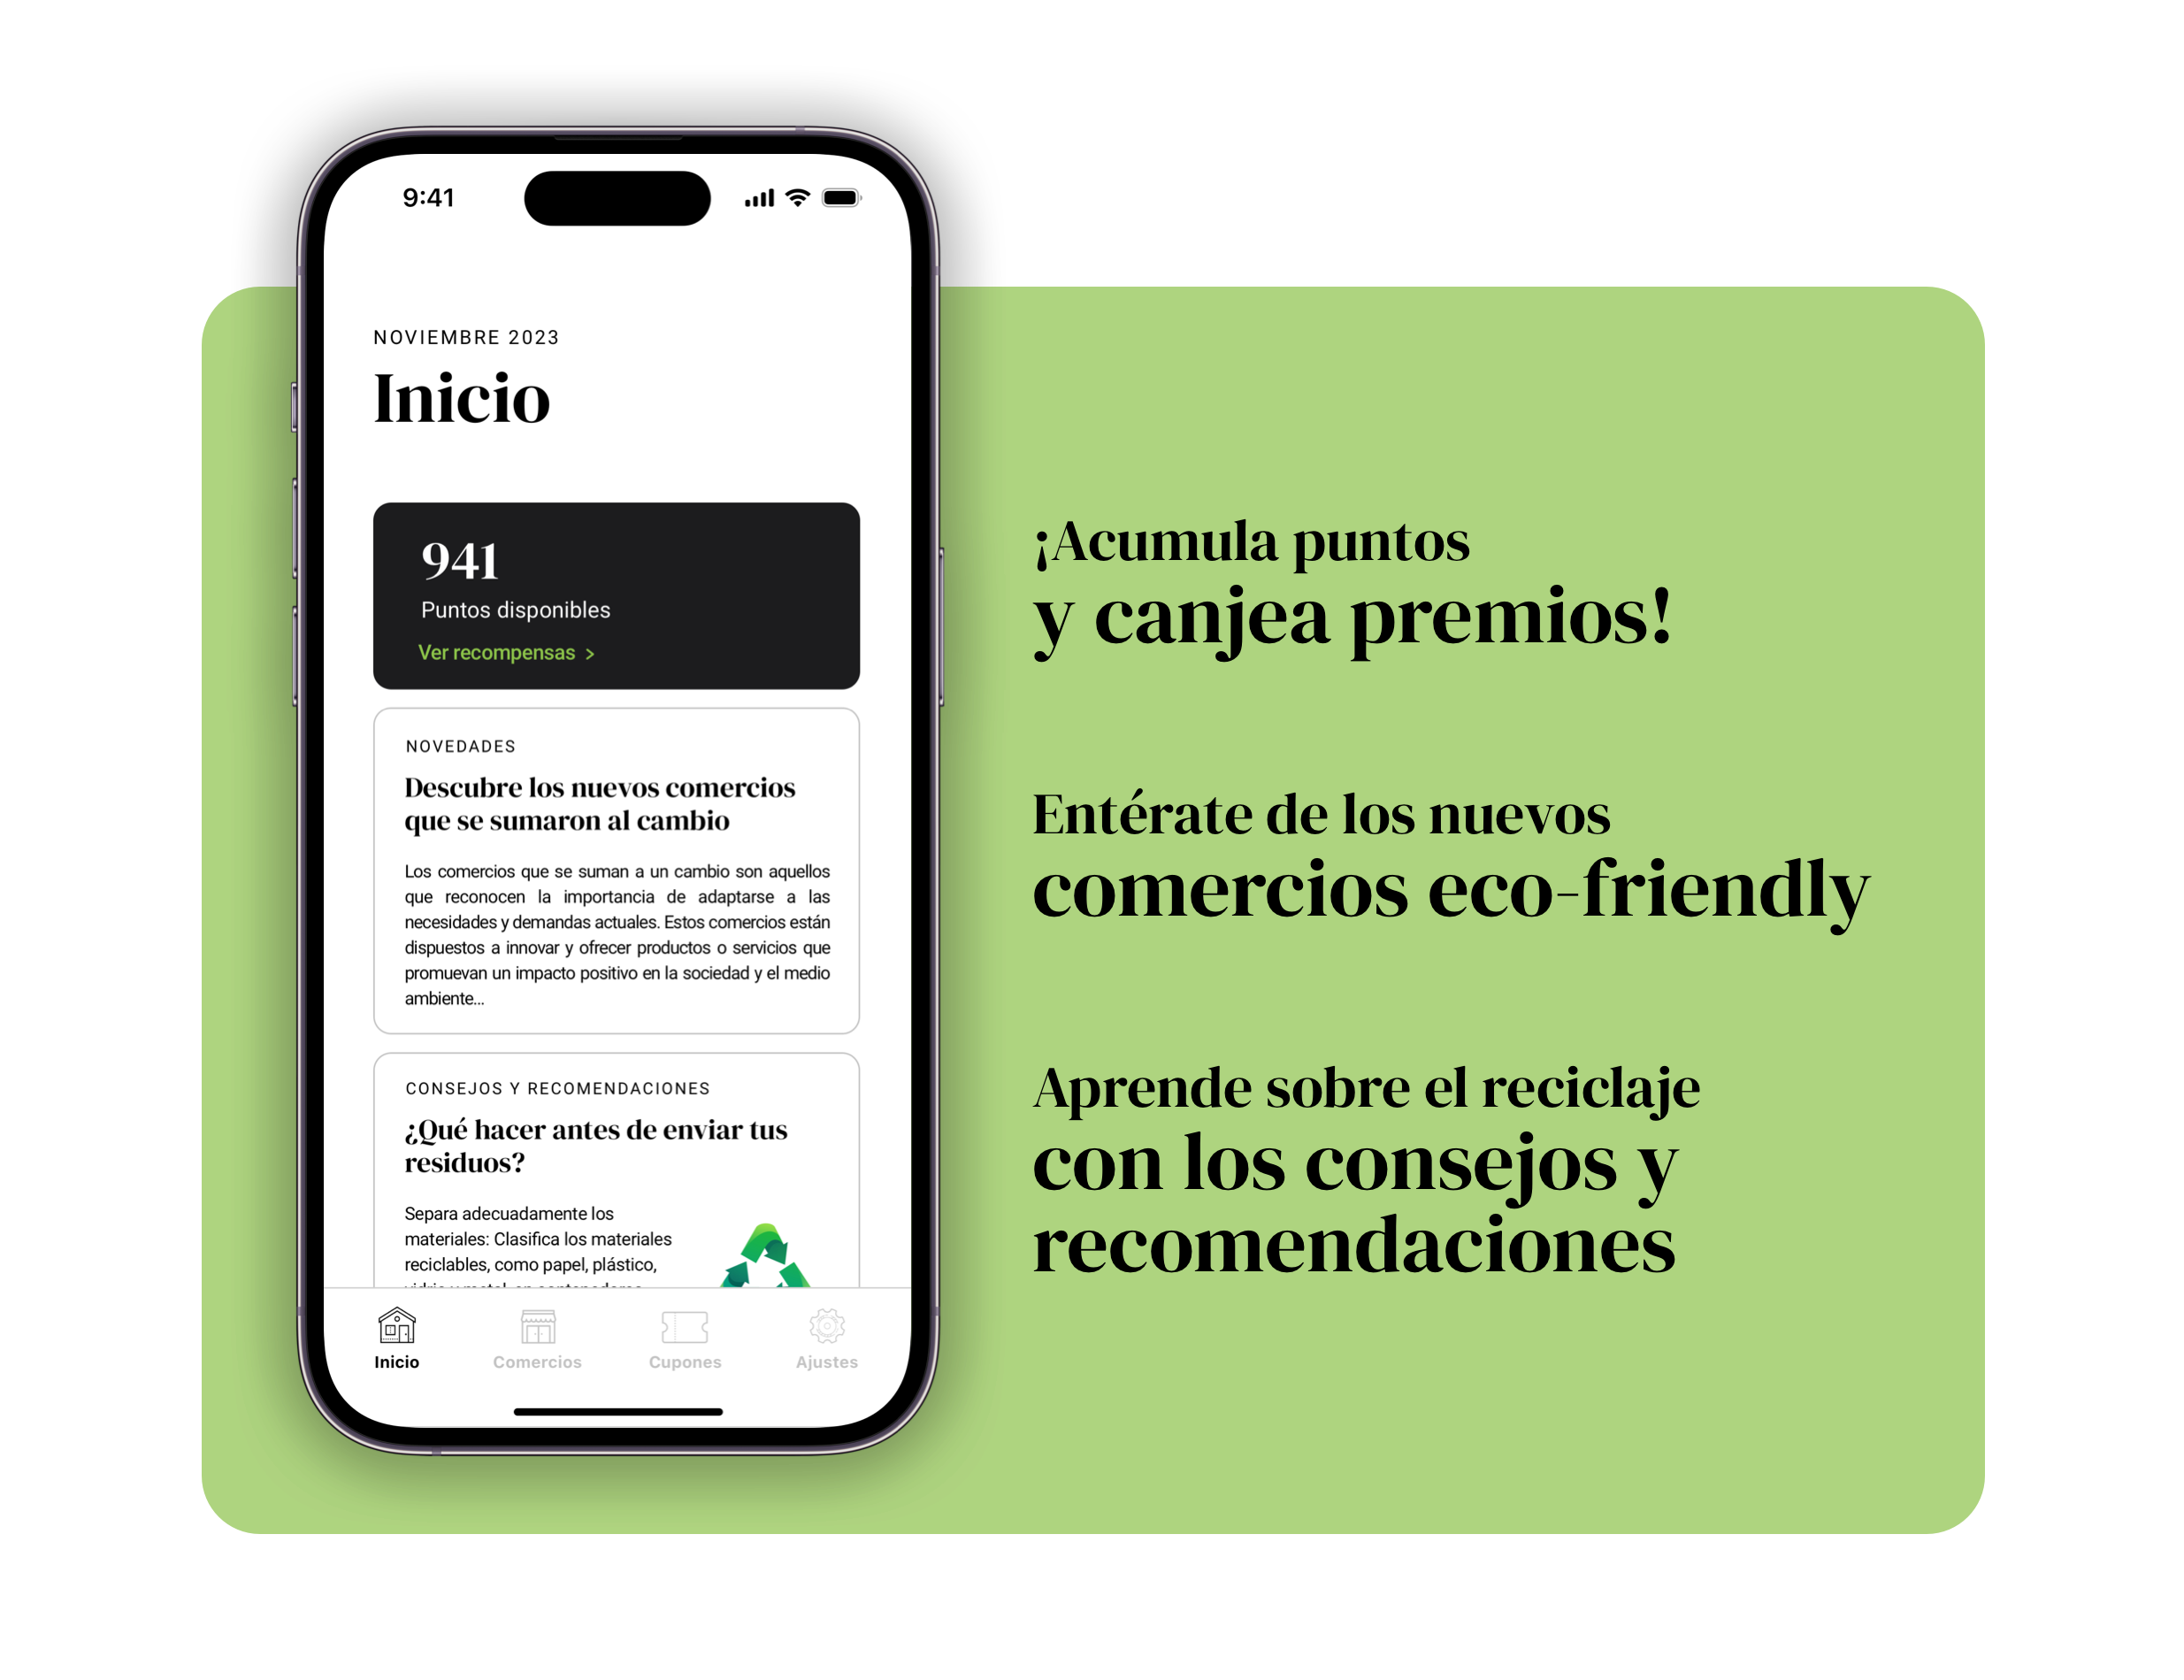 9:41
NOVIEMBRE 2023
Inicio
941
Puntos disponibles
Ver recompensas >
NOVEDADES
Descubre los nuevos comercios
que se sumaron al cambio
Los comercios que se suman a un cambio son aquellos
que reconocen la importancia de adaptarse a las
necesidades y demandas actuales. Estos comercios están
dispuestos a innovar y ofrecer productos o servicios que
promuevan un impacto positivo en la sociedad y el medio
ambiente...
CONSEJOS Y RECOMENDACIONES
¿Qué hacer antes de enviar tus
residuos?
Separa adecuadamente los
materiales: Clasifica los materiales
reciclables, como papel, plástico,
Inicio
Comercios
Cupones
Ajustes
¡Acumula puntos
y canjea premios!
Entérate de los nuevos
comercios eco-friendly
Aprende sobre el reciclaje
con los consejos y
recomendaciones